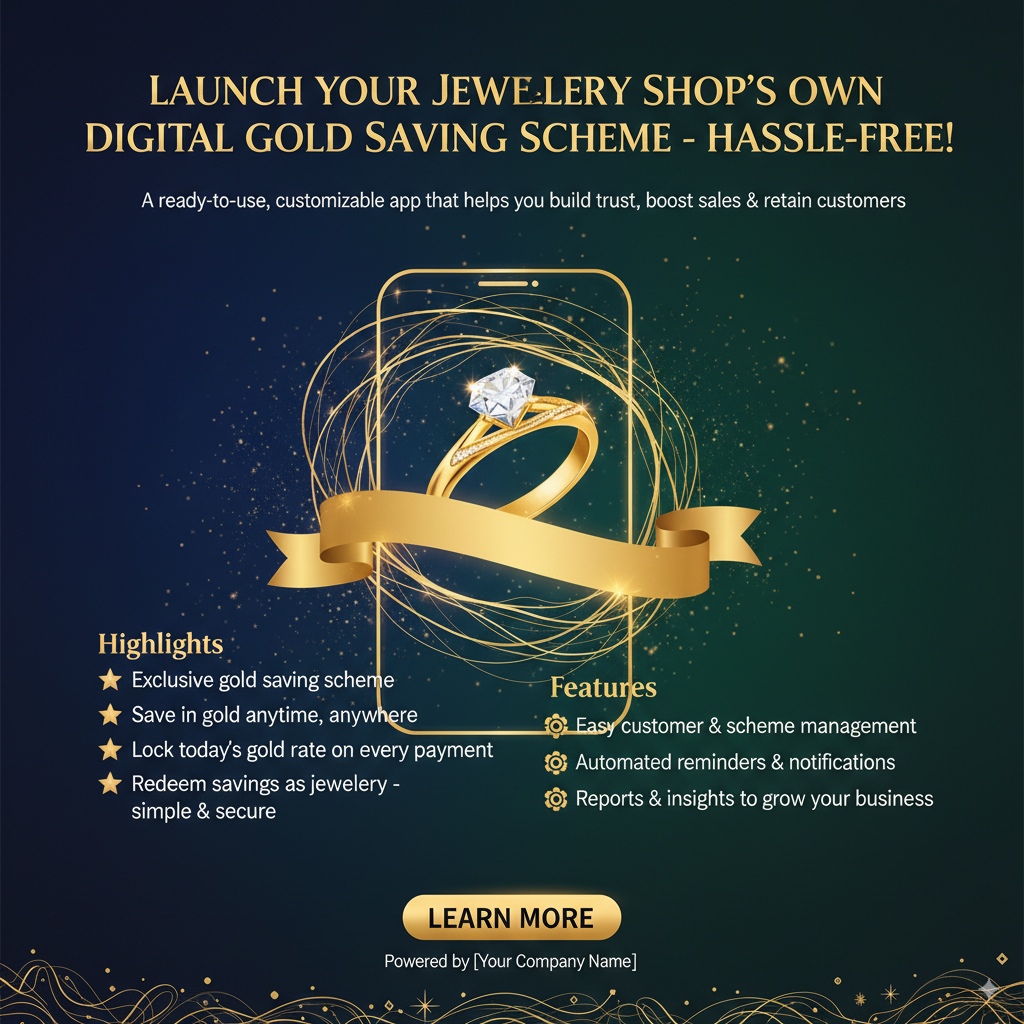 LAUNCH YOUR JEWELLERY SHOP'S OWN
DIGITAL GOLD SAVING SCHEME - HASSLE-FREE!
A ready-to-use, customizable app that helps you build trust, boost sales & retain customers
Highlights
Exclusive gold saving scheme
Save in gold anytime, anywhere
Lock today's gold rate on every payment
Redeem savings as jewelery -
simple & secure
Features
Easy customer & scheme management
Automated reminders & notifications
Reports & insights to grow your business
LEARN MORE
Powered by [Your Company Name]